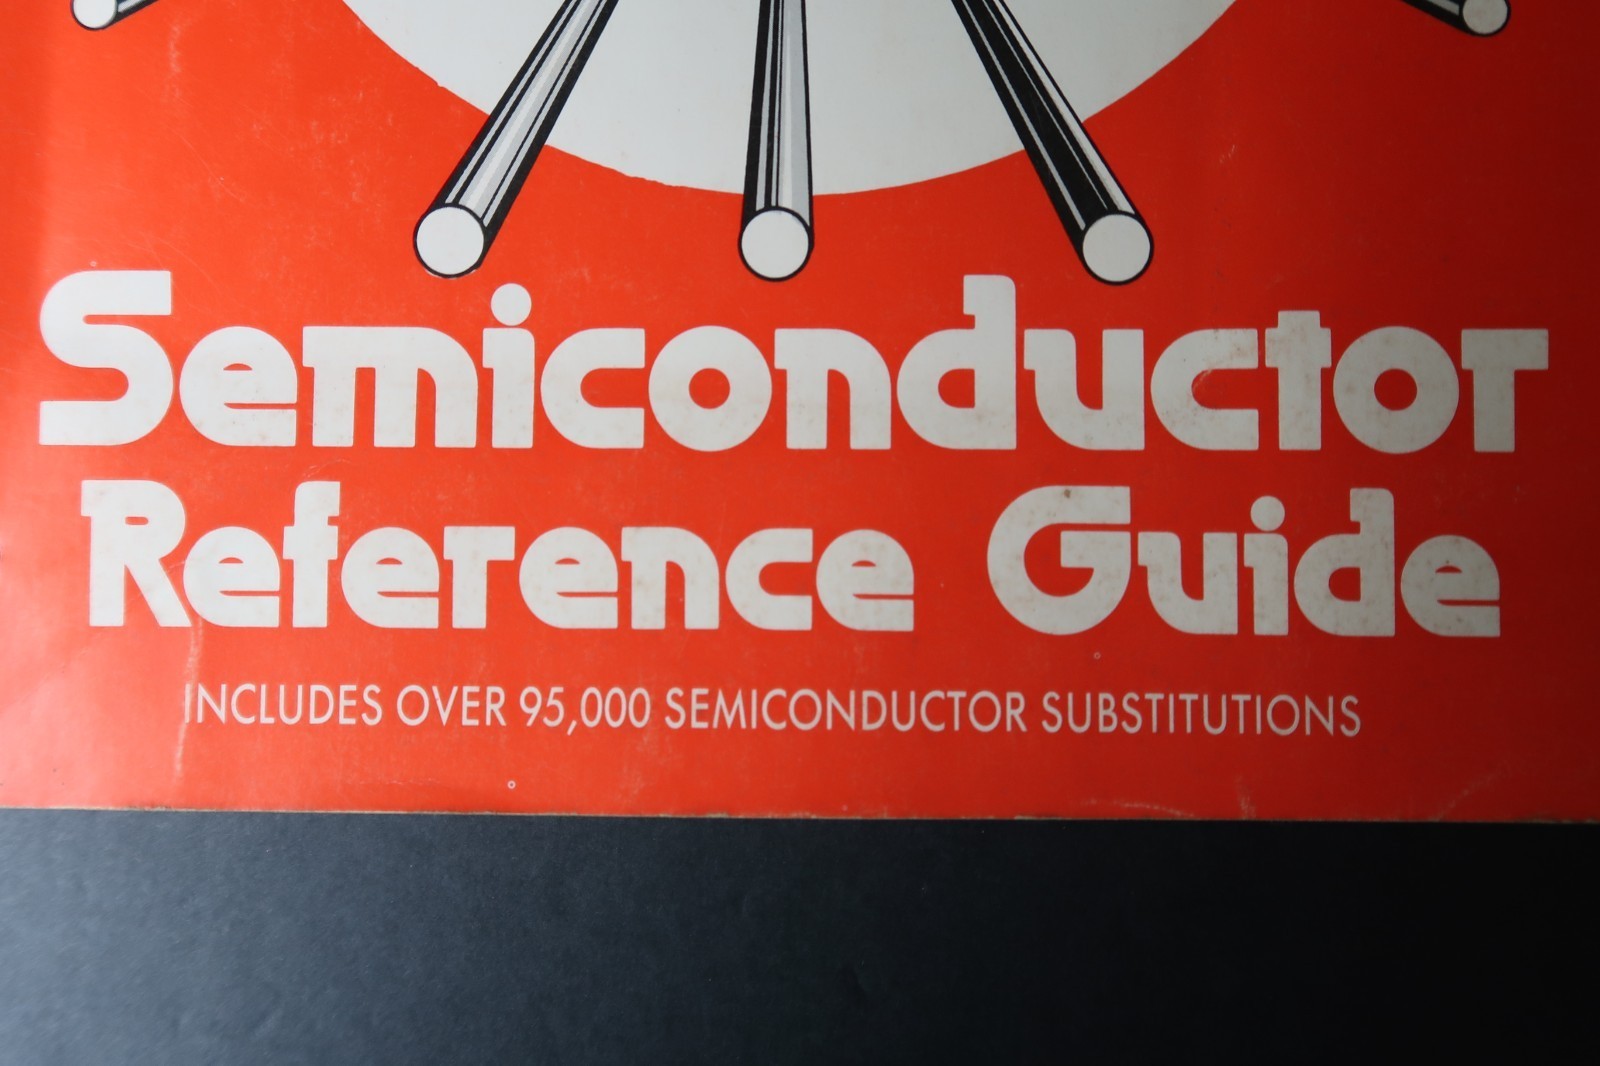 Semiconductor
Reference Guide
INCLUDES OVER 95,000 SEMICONDUCTOR SUBSTITUTIONS